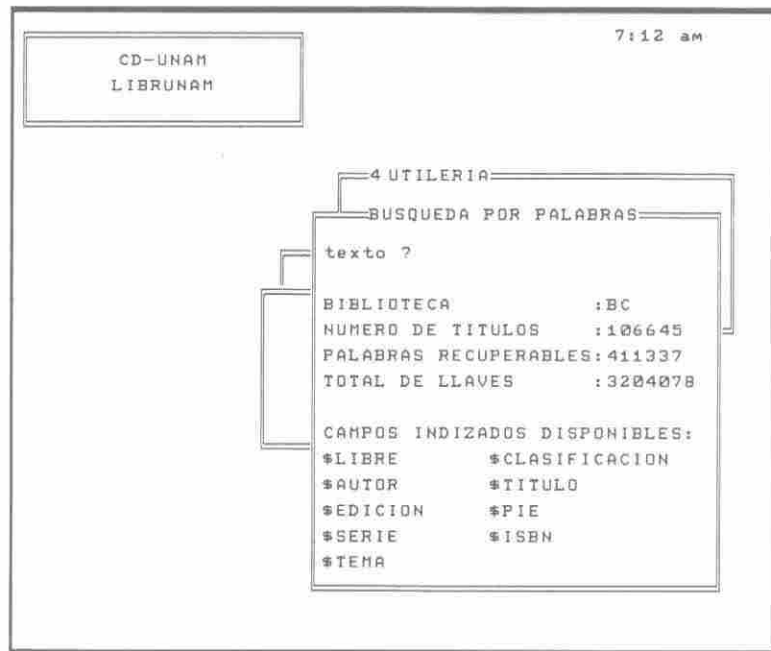 7:12 am
CD-UNAM
LIBRUNAM
4 UTILERIA
BUSQUEDA POR PALABRAS
texto ?
BIBLIOTECA :BC
NUMERO DE TITULOS :106645
PALABRAS RECUPERABLES:411337
TOTAL DE LLAVES :3204078
CAMPOS INDIZADOS DISPONIBLES:
$LIBRE $CLASIFICACION
$AUTOR $TITULO
$EDICION $PIE
$SERIE $ISBN
$TEMA